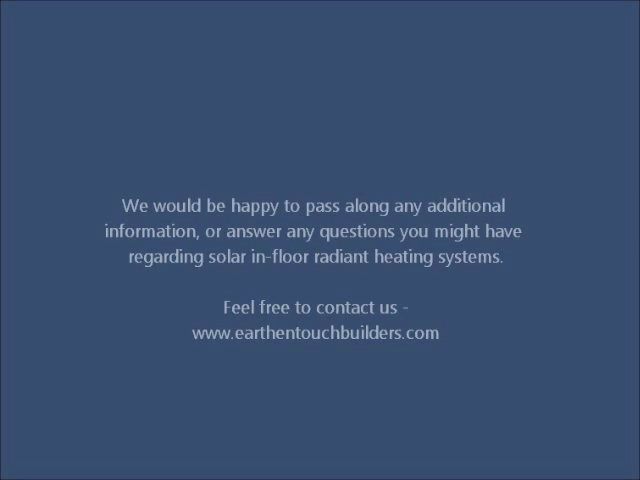 We would be happy to pass along any additional
information, or answer any questions you might have
regarding solar in-floor radiant heating systems.
Feel free to contact us -
www.earthentouchbuilders.com